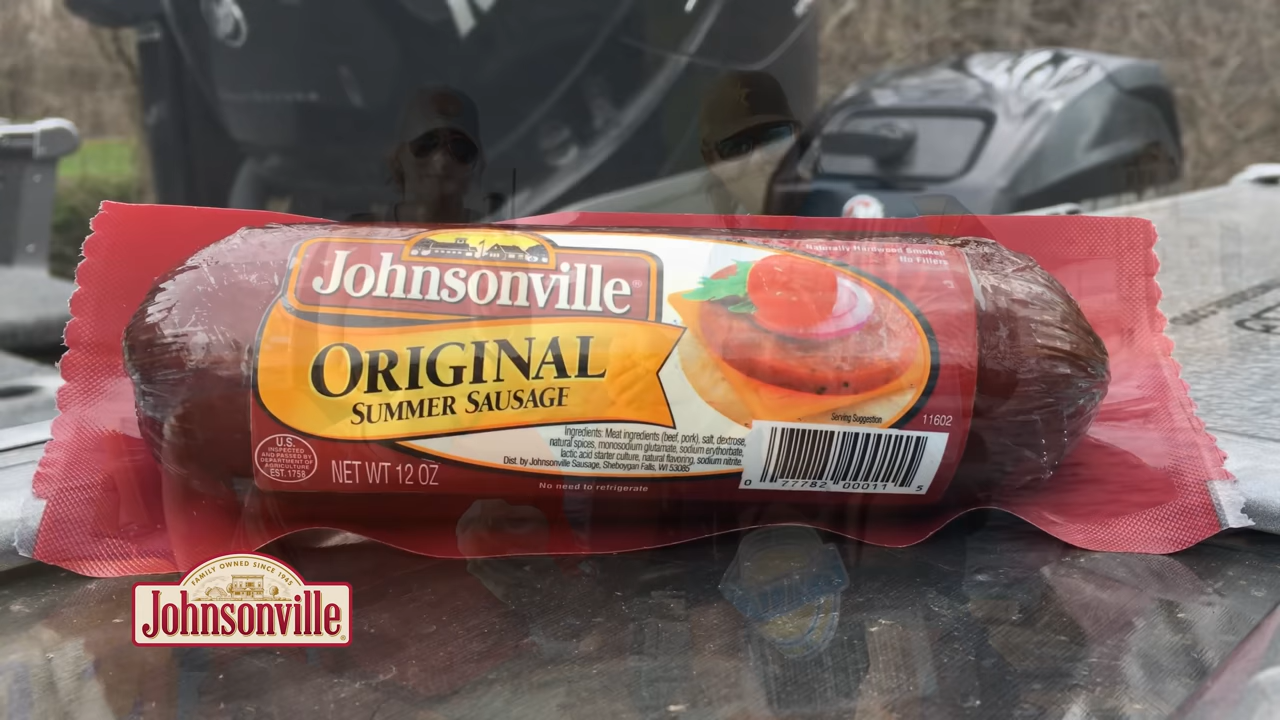 Naturally Hardwood Smoked
No Fillers
Johnsonville®
ORIGINAL
SUMMER SAUSAGE
Serving Suggestion
11602
Ingredients: Meat ingredients (beef, pork), salt, dextrose,
natural spices, monosodium glutamate, sodium erythorbate,
lactic acid starter culture, natural flavoring, sodium nitrite.
Dist. by Johnsonville Sausage, Sheboygan Falls, WI 53085
U.S.
INSPECTED
AND PASSED BY
DEPARTMENT OF
AGRICULTURE
EST. 1758
NET WT 12 OZ
0 77782 00011 5
No need to refrigerate
FAMILY OWNED SINCE 1945
Johnsonville®